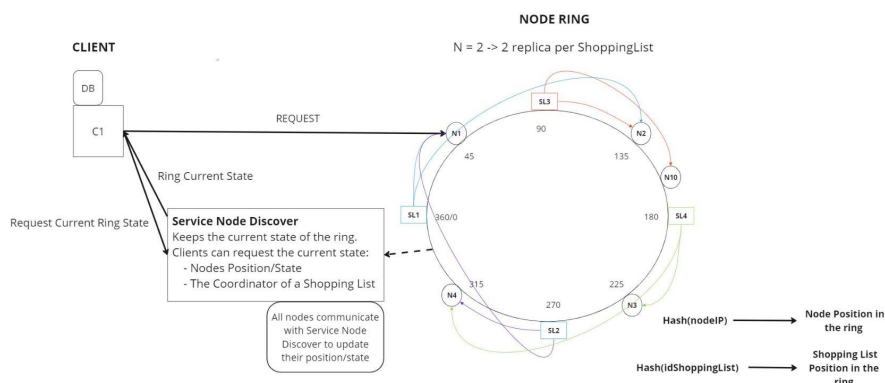 NODE RING
CLIENT
N = 2 -> 2 replica per ShoppingList
DB
C1
REQUEST
Ring Current State
Request Current Ring State
Service Node Discover
Keeps the current state of the ring.
Clients can request the current state:
- Nodes Position/State
- The Coordinator of a Shopping List
All nodes communicate
with Service Node
Discover to update
their position/state
SL3
90
N1
45
N2
135
N10
SL1
360/0
180
SL4
315
225
N4
270
N3
SL2
Hash(nodeIP)
Node Position in
the ring
Hash(idShoppingList)
Shopping List
Position in the
ring